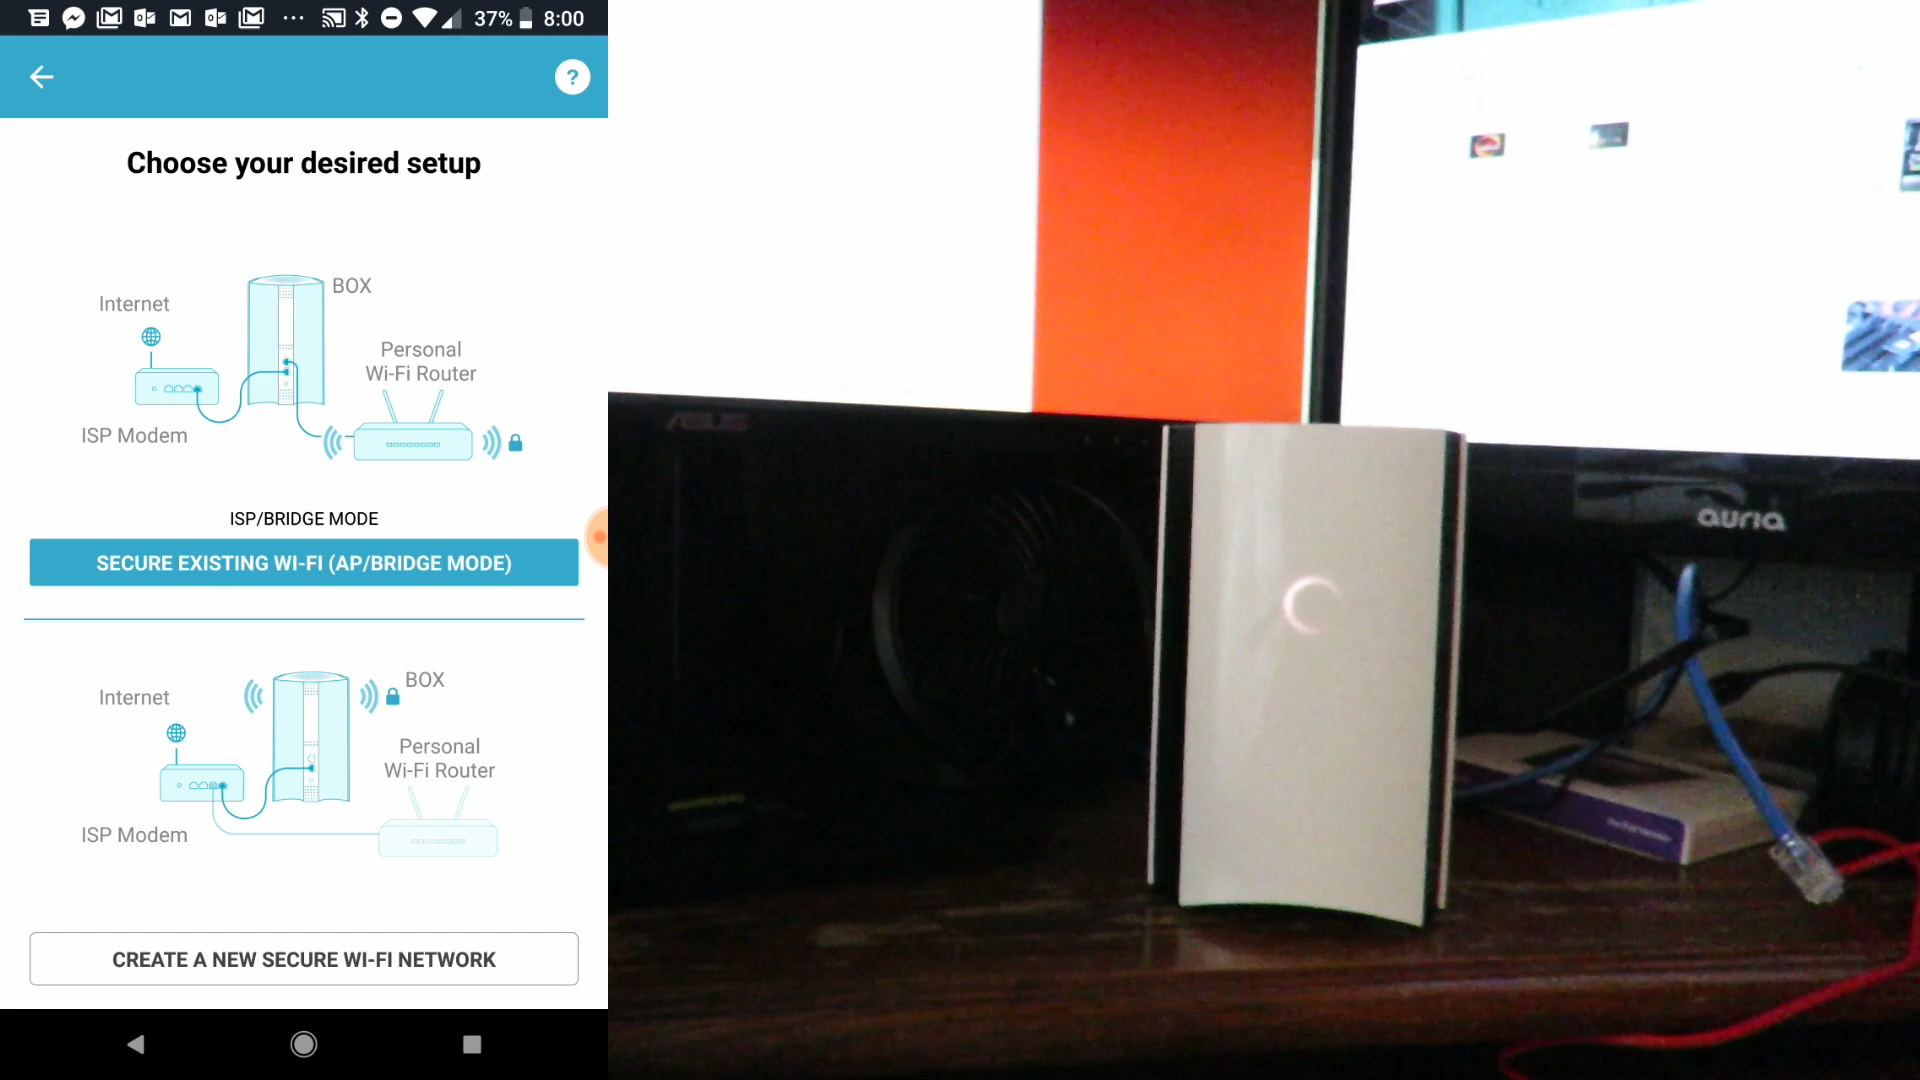 37% 8:00
?
Choose your desired setup
BOX
Internet
Personal
Wi-Fi Router
ISP Modem
ISP/BRIDGE MODE
SECURE EXISTING WI-FI (AP/BRIDGE MODE)
BOX
Internet
Personal
Wi-Fi Router
ISP Modem
CREATE A NEW SECURE WI-FI NETWORK
ASUS
auria